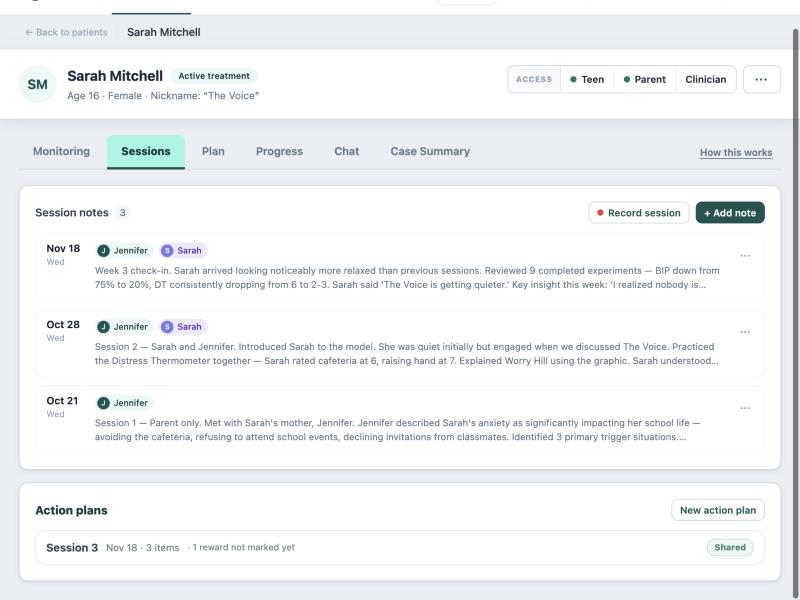 ← Back to patients
Sarah Mitchell
SM
Sarah Mitchell Active treatment
Age 16 · Female · Nickname: “The Voice”
ACCESS Teen Parent Clinician ···
Monitoring Sessions Plan Progress Chat Case Summary
How this works
Session notes 3
Record session + Add note
Nov 18
Wed
J Jennifer S Sarah
···
Week 3 check-in. Sarah arrived looking noticeably more relaxed than previous sessions. Reviewed 9 completed experiments — BIP down from
75% to 20%, DT consistently dropping from 6 to 2-3. Sarah said 'The Voice is getting quieter.' Key insight this week: 'I realized nobody is...
Oct 28
Wed
J Jennifer S Sarah
···
Session 2 — Sarah and Jennifer. Introduced Sarah to the model. She was quiet initially but engaged when we discussed The Voice. Practiced
the Distress Thermometer together — Sarah rated cafeteria at 6, raising hand at 7. Explained Worry Hill using the graphic. Sarah understood...
Oct 21
Wed
J Jennifer
···
Session 1 — Parent only. Met with Sarah's mother, Jennifer. Jennifer described Sarah's anxiety as significantly impacting her school life —
avoiding the cafeteria, refusing to attend school events, declining invitations from classmates. Identified 3 primary trigger situations....
Action plans
New action plan
Session 3 Nov 18 · 3 items · 1 reward not marked yet
Shared